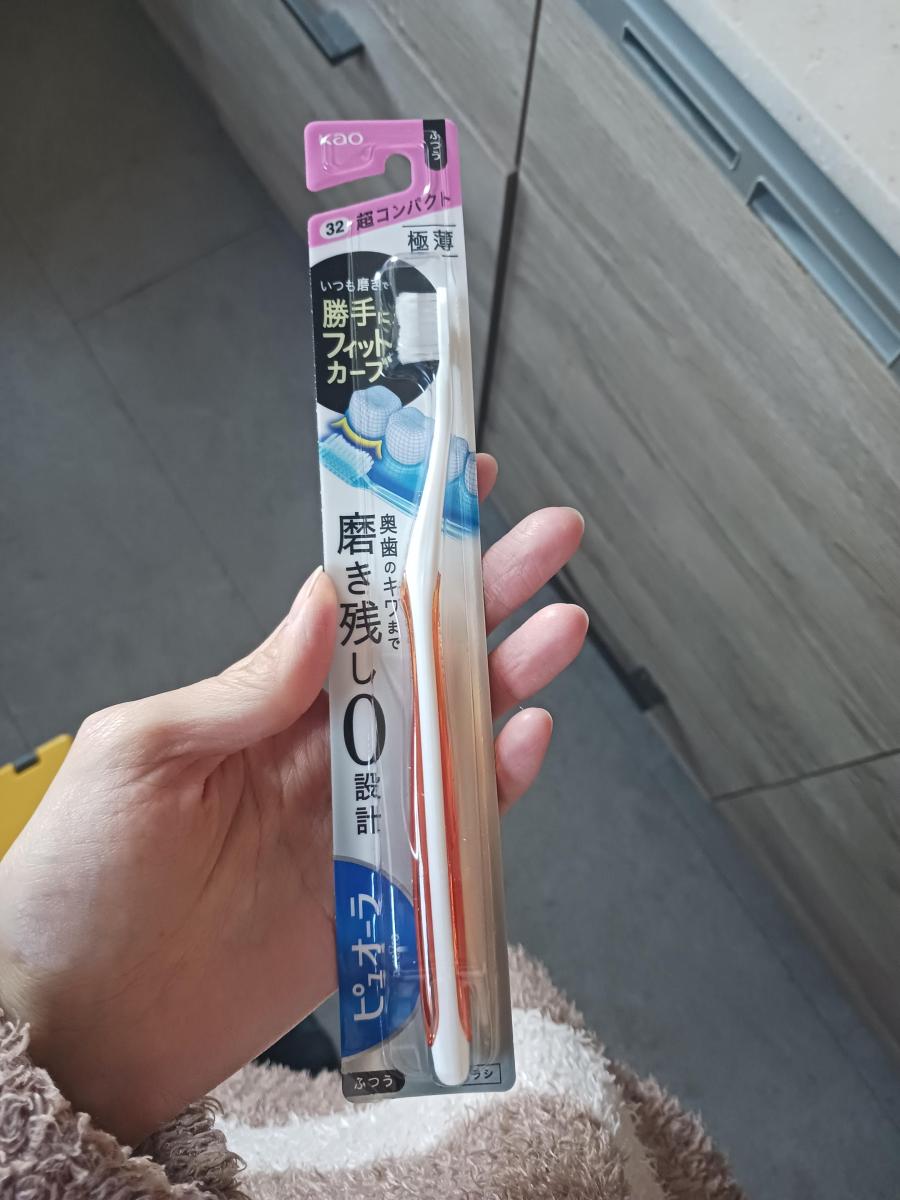 Kao
ふつう
32 超コンパクト
極薄
いつも磨きで
勝手に
フィット
カーブ
奥歯のキワまで
磨き残し0設計
ピュオーラ
ふつう
ラシ